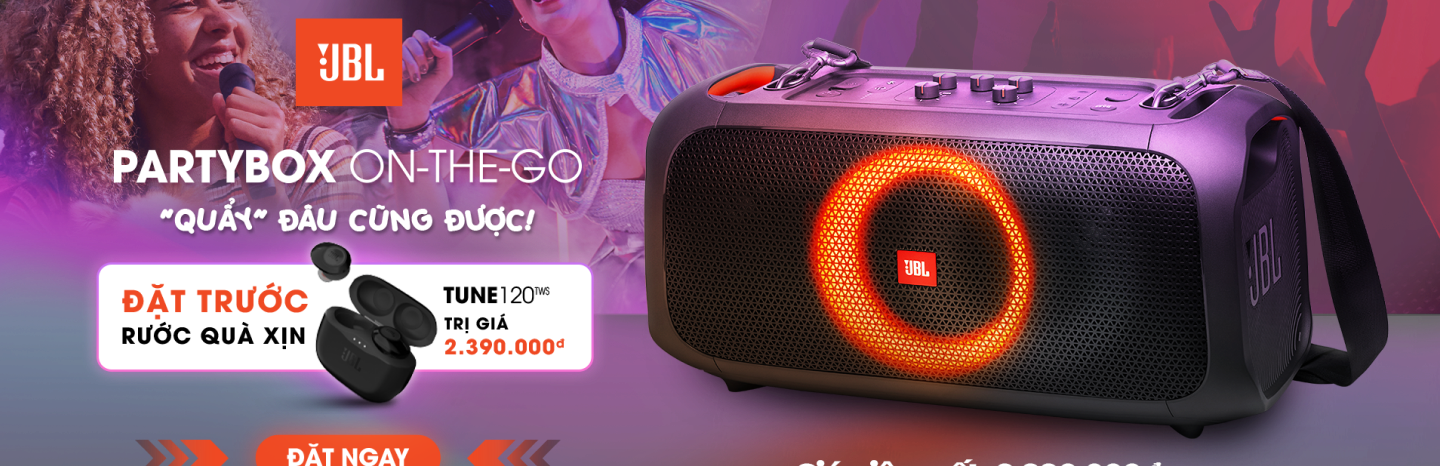 JBL
PARTYBOX ON-THE-GO
“QUẨY” ĐÂU CŨNG ĐƯỢC!
ĐẶT TRƯỚC
RƯỚC QUÀ XỊN
JBL
TUNE120TWS
TRỊ GIÁ
2.390.000đ
ĐẶT NGAY
JBL
JBL